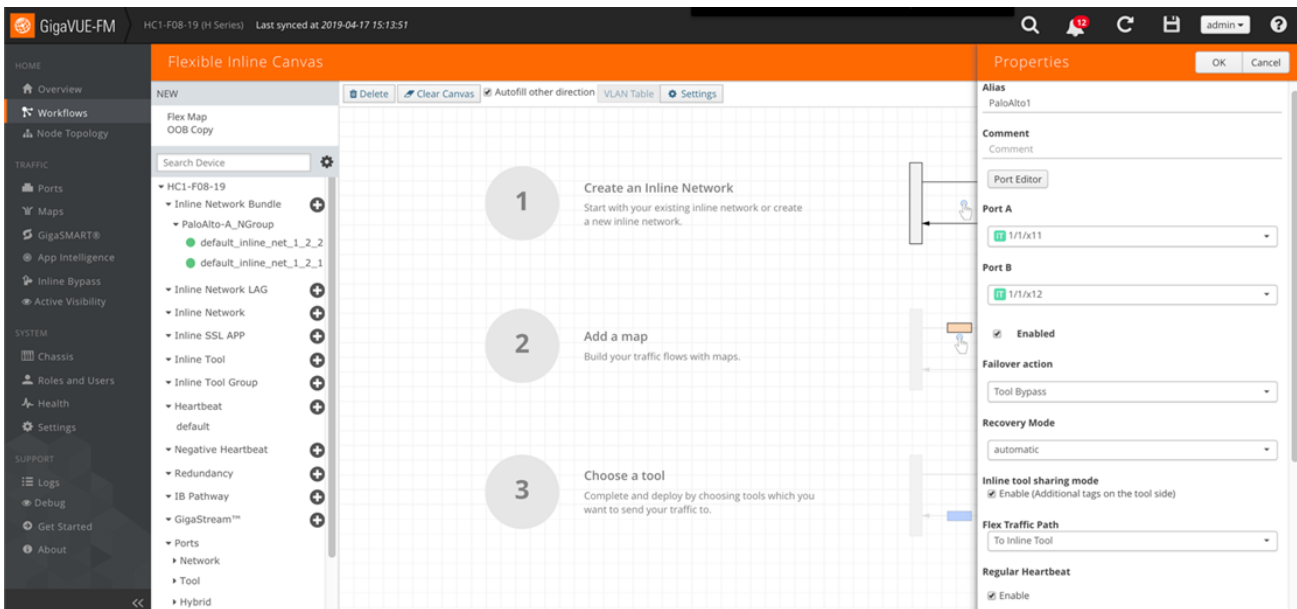 GigaVUE-FM
HC1-F08-19 (H Series)
Last synced at 2019-04-17 15:13:51
12
admin
HOME
Overview
Workflows
Node Topology
TRAFFIC
Ports
Maps
GigaSMART®
App Intelligence
Inline Bypass
Active Visibility
SYSTEM
Chassis
Roles and Users
Health
Settings
SUPPORT
Logs
Debug
Get Started
About
<<
Flexible Inline Canvas
NEW
Flex Map
OOB Copy
Search Device
HC1-F08-19
Inline Network Bundle
PaloAlto-A_NGroup
default_inline_net_1_2_2
default_inline_net_1_2_1
Inline Network LAG
Inline Network
Inline SSL APP
Inline Tool
Inline Tool Group
Heartbeat
default
Negative Heartbeat
Redundancy
IB Pathway
GigaStream™
Ports
Network
Tool
Hybrid
Delete
Clear Canvas
Autofill other direction
VLAN Table
Settings
1
Create an Inline Network
Start with your existing inline network or create
a new inline network.
2
Add a map
Build your traffic flows with maps.
3
Choose a tool
Complete and deploy by choosing tools which you
want to send your traffic to.
Properties
OK
Cancel
Alias
PaloAlto1
Comment
Comment
Port Editor
Port A
IT 1/1/x11
Port B
IT 1/1/x12
Enabled
Failover action
Tool Bypass
Recovery Mode
automatic
Inline tool sharing mode
Enable (Additional tags on the tool side)
Flex Traffic Path
To Inline Tool
Regular Heartbeat
Enable